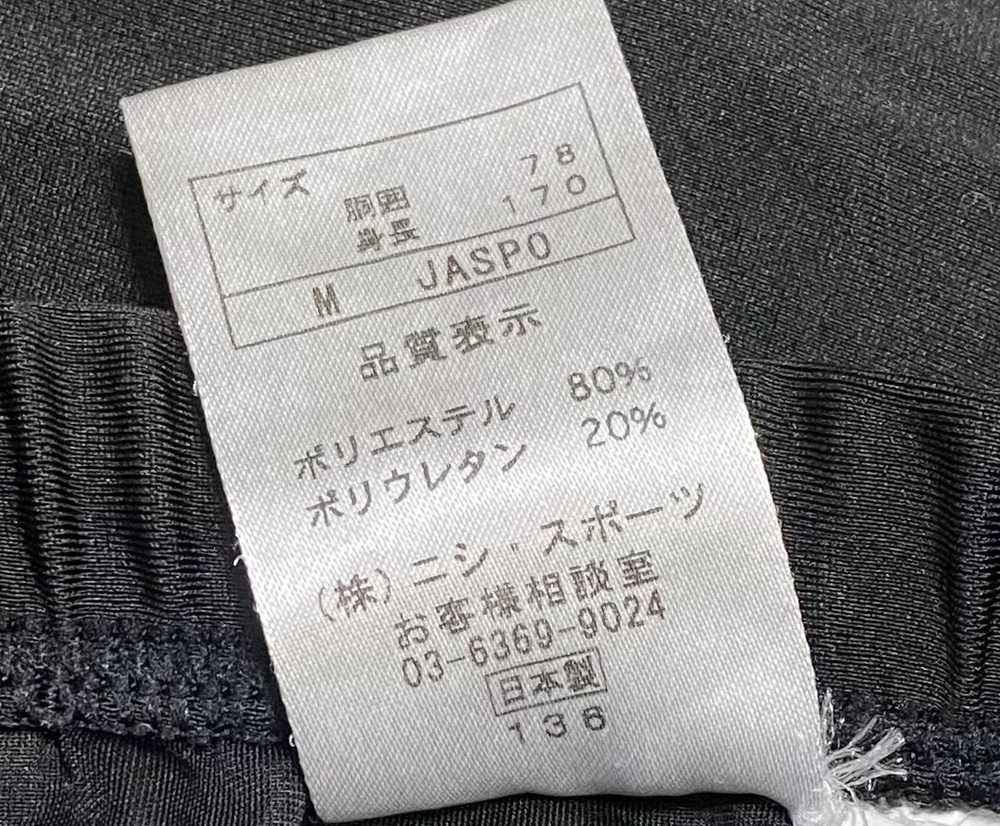 サイズ
胴囲 78
身長 170
M JASPO
品質表示
ポリエステル 80%
ポリウレタン 20%
(株)ニシ・スポーツ
お客様相談室
03-6369-9024
日本製
136